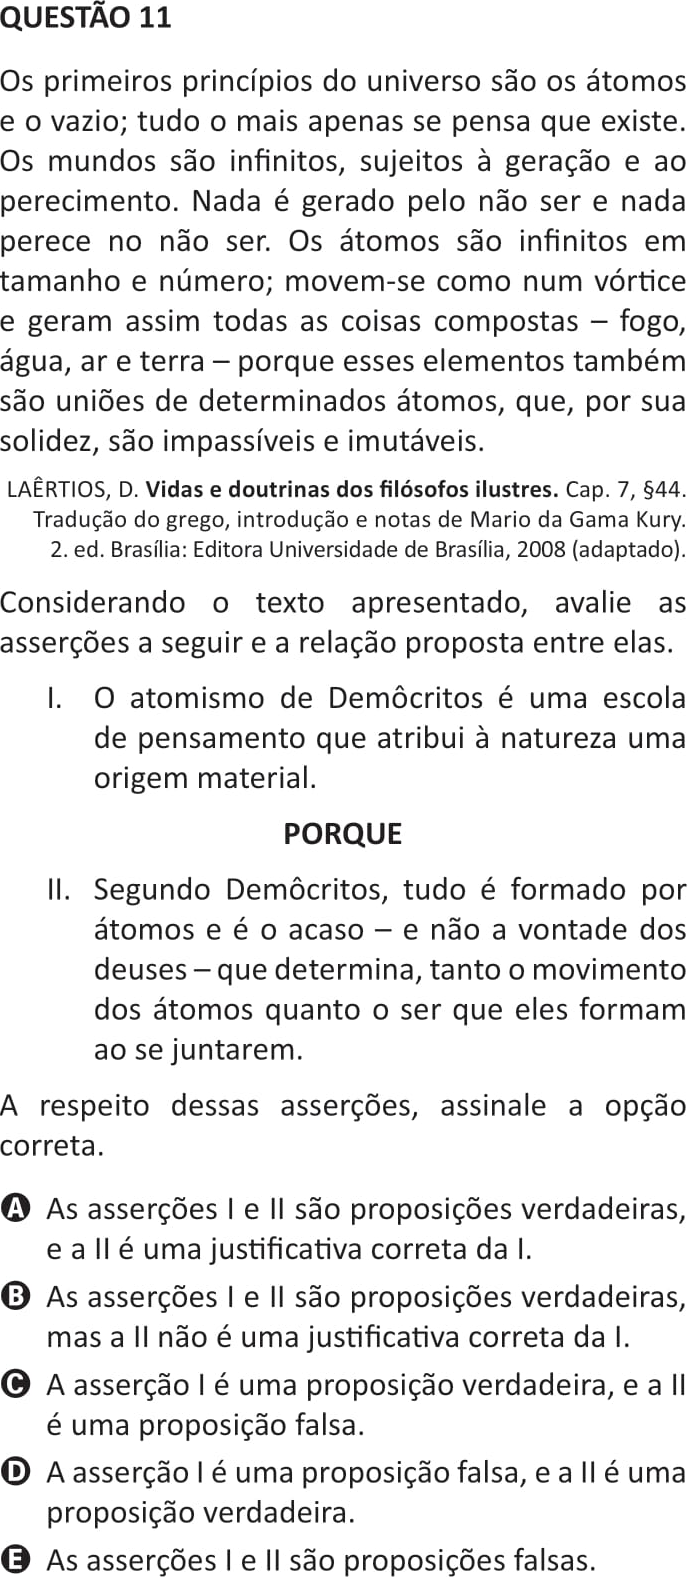 QUESTÃO 11
Os primeiros princípios do universo são os átomos
e o vazio; tudo o mais apenas se pensa que existe.
Os mundos são infinitos, sujeitos à geração e ao
perecimento. Nada é gerado pelo não ser e nada
perece no não ser. Os átomos são infinitos em
tamanho e número; movem-se como num vórtice
e geram assim todas as coisas compostas – fogo,
água, ar e terra – porque esses elementos também
são uniões de determinados átomos, que, por sua
solidez, são impassíveis e imutáveis.
LAÊRTIOS, D. Vidas e doutrinas dos filósofos ilustres. Cap. 7, §44.
Tradução do grego, introdução e notas de Mario da Gama Kury.
2. ed. Brasília: Editora Universidade de Brasília, 2008 (adaptado).
Considerando o texto apresentado, avalie as
asserções a seguir e a relação proposta entre elas.
I. O atomismo de Demôcritos é uma escola
de pensamento que atribui à natureza uma
origem material.
PORQUE
II. Segundo Demôcritos, tudo é formado por
átomos e é o acaso – e não a vontade dos
deuses – que determina, tanto o movimento
dos átomos quanto o ser que eles formam
ao se juntarem.
A respeito dessas asserções, assinale a opção
correta.
A As asserções I e II são proposições verdadeiras,
e a II é uma justificativa correta da I.
B As asserções I e II são proposições verdadeiras,
mas a II não é uma justificativa correta da I.
C A asserção I é uma proposição verdadeira, e a II
é uma proposição falsa.
D A asserção I é uma proposição falsa, e a II é uma
proposição verdadeira.
E As asserções I e II são proposições falsas.